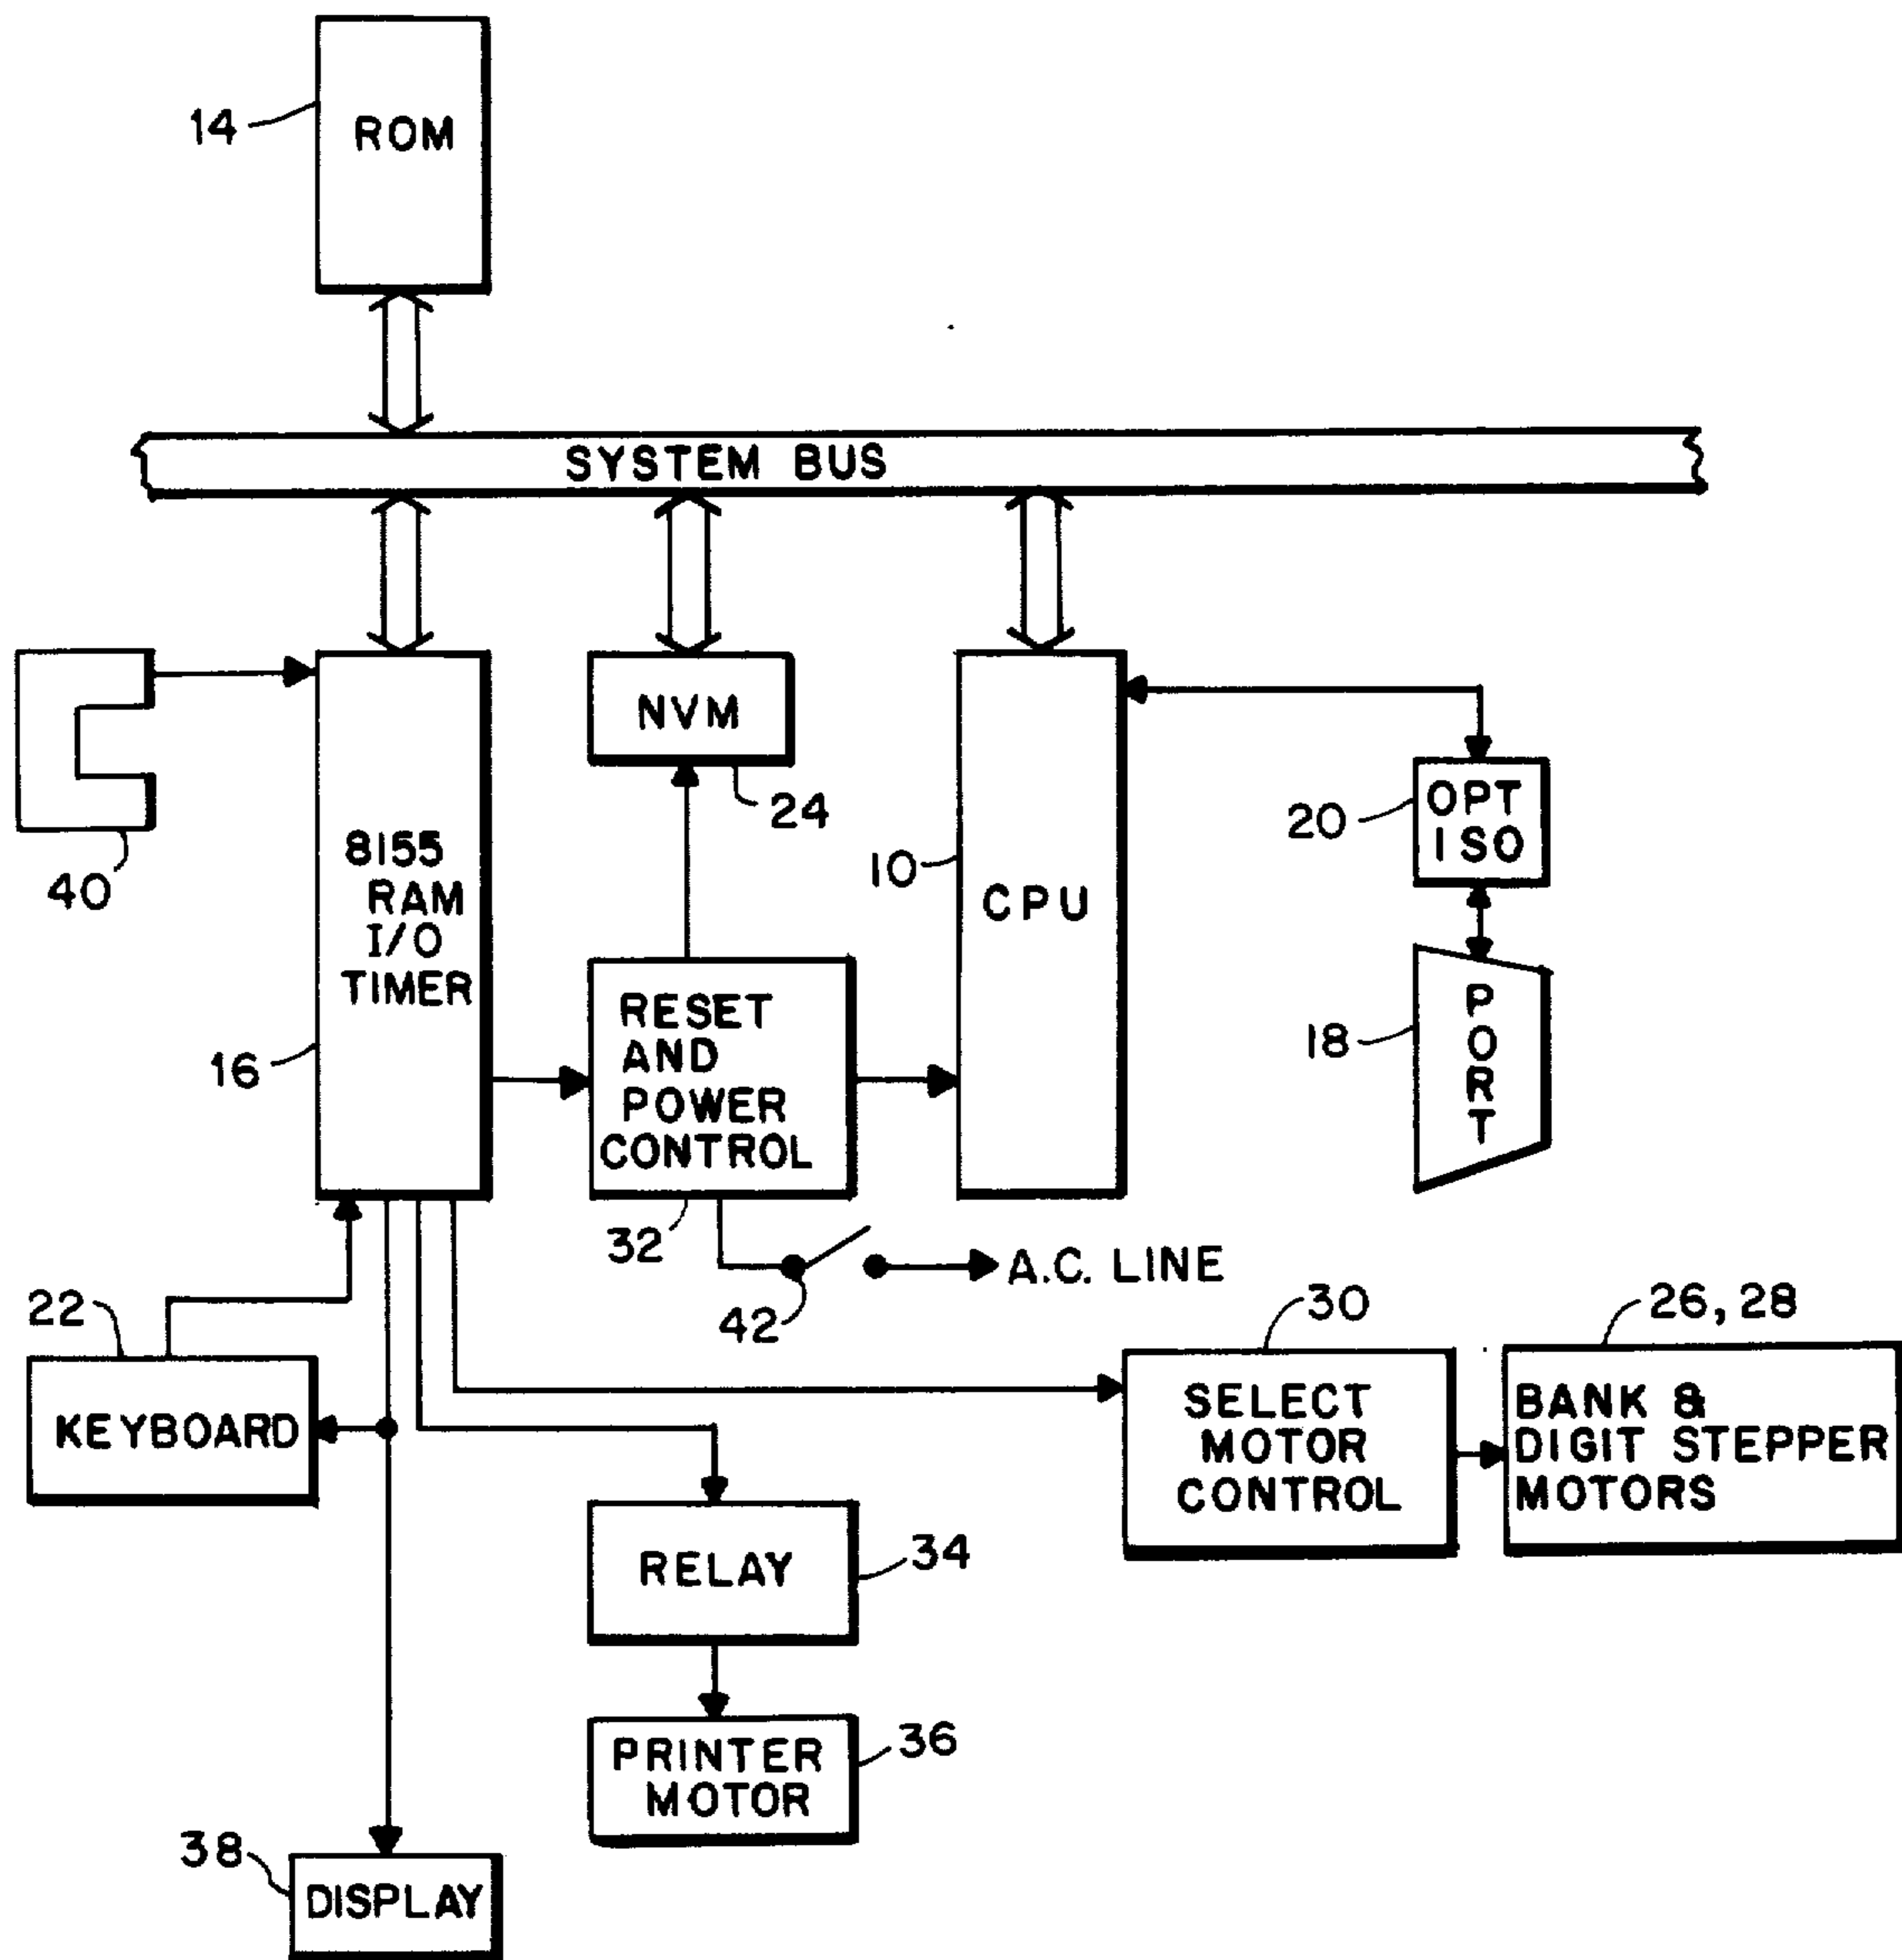 14
ROM
SYSTEM BUS
NVM
24
40
8155
RAM
I/O
TIMER
16
10
CPU
20
OPT
ISO
18
P
O
R
T
RESET
AND
POWER
CONTROL
32
42
A.C. LINE
22
KEYBOARD
30
SELECT
MOTOR
CONTROL
26, 28
BANK &
DIGIT STEPPER
MOTORS
RELAY
34
PRINTER
MOTOR
36
38
DISPLAY